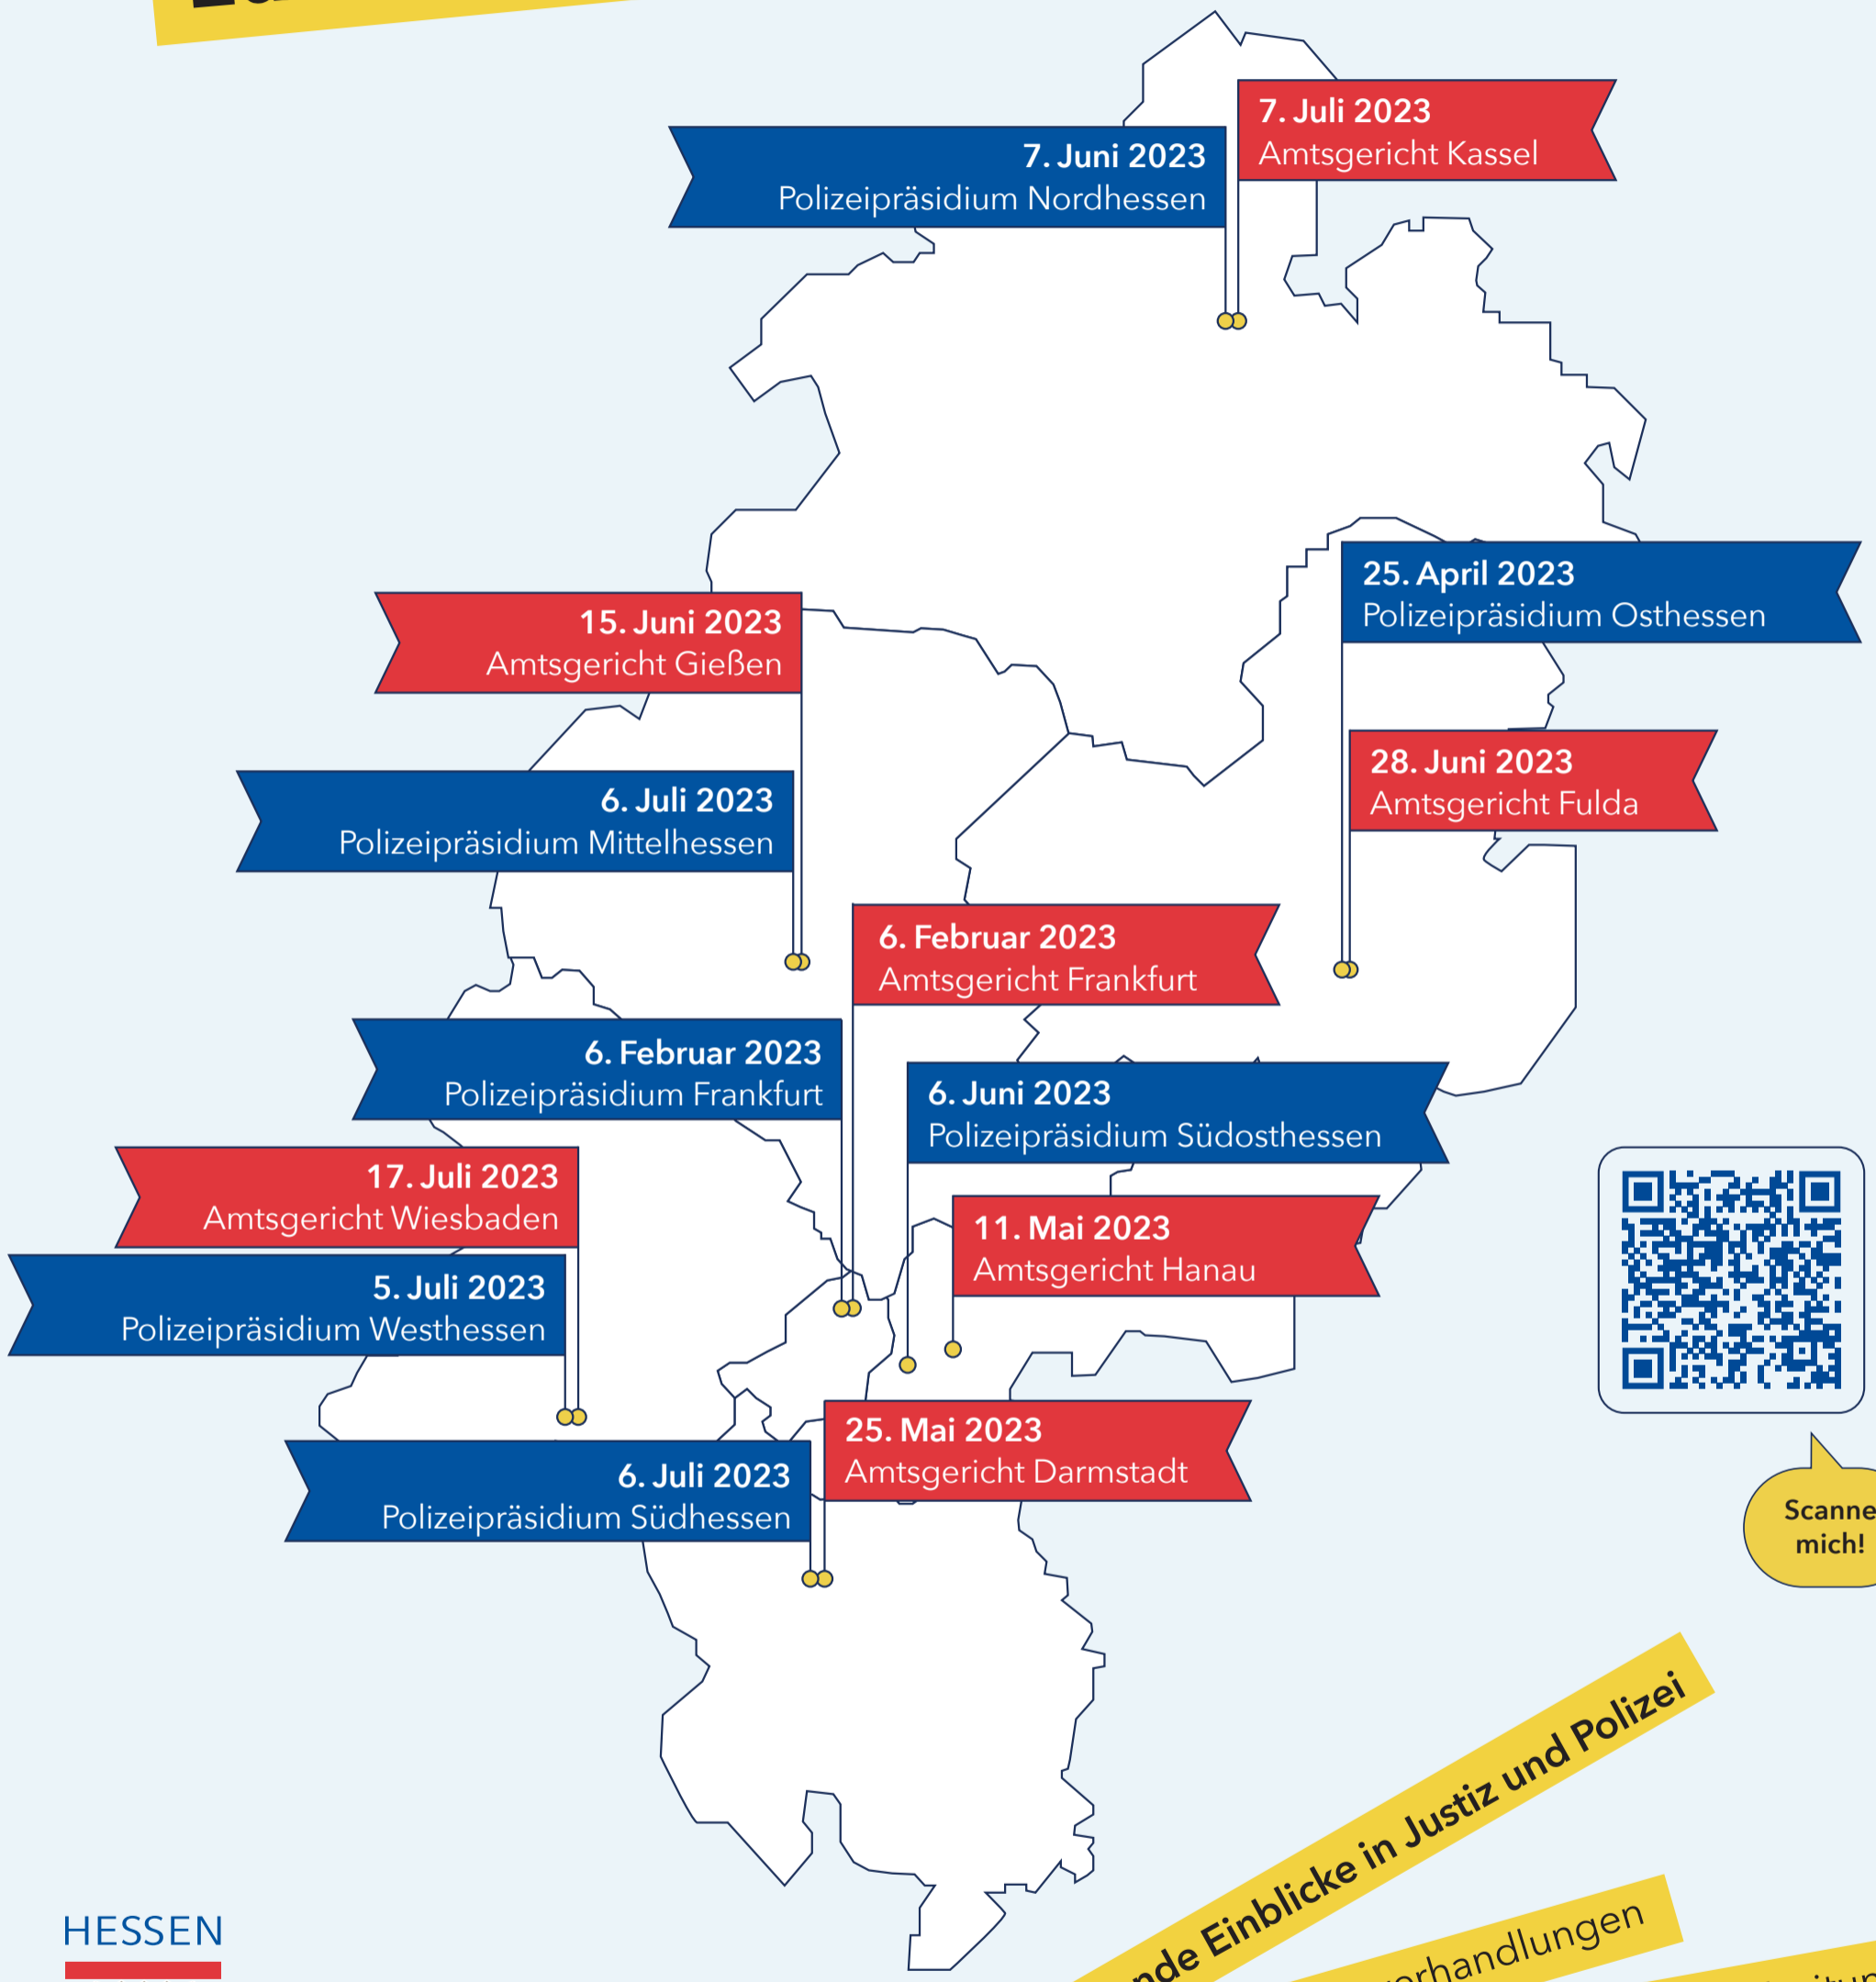 7. Juli 2023
Amtsgericht Kassel
7. Juni 2023
Polizeipräsidium Nordhessen
25. April 2023
Polizeipräsidium Osthessen
15. Juni 2023
Amtsgericht Gießen
28. Juni 2023
Amtsgericht Fulda
6. Juli 2023
Polizeipräsidium Mittelhessen
6. Februar 2023
Amtsgericht Frankfurt
6. Februar 2023
Polizeipräsidium Frankfurt
6. Juni 2023
Polizeipräsidium Südosthessen
17. Juli 2023
Amtsgericht Wiesbaden
11. Mai 2023
Amtsgericht Hanau
5. Juli 2023
Polizeipräsidium Westhessen
25. Mai 2023
Amtsgericht Darmstadt
6. Juli 2023
Polizeipräsidium Südhessen
Scanne
mich!
nde Einblicke in Justiz und Polizei
erhandlungen
HESSEN